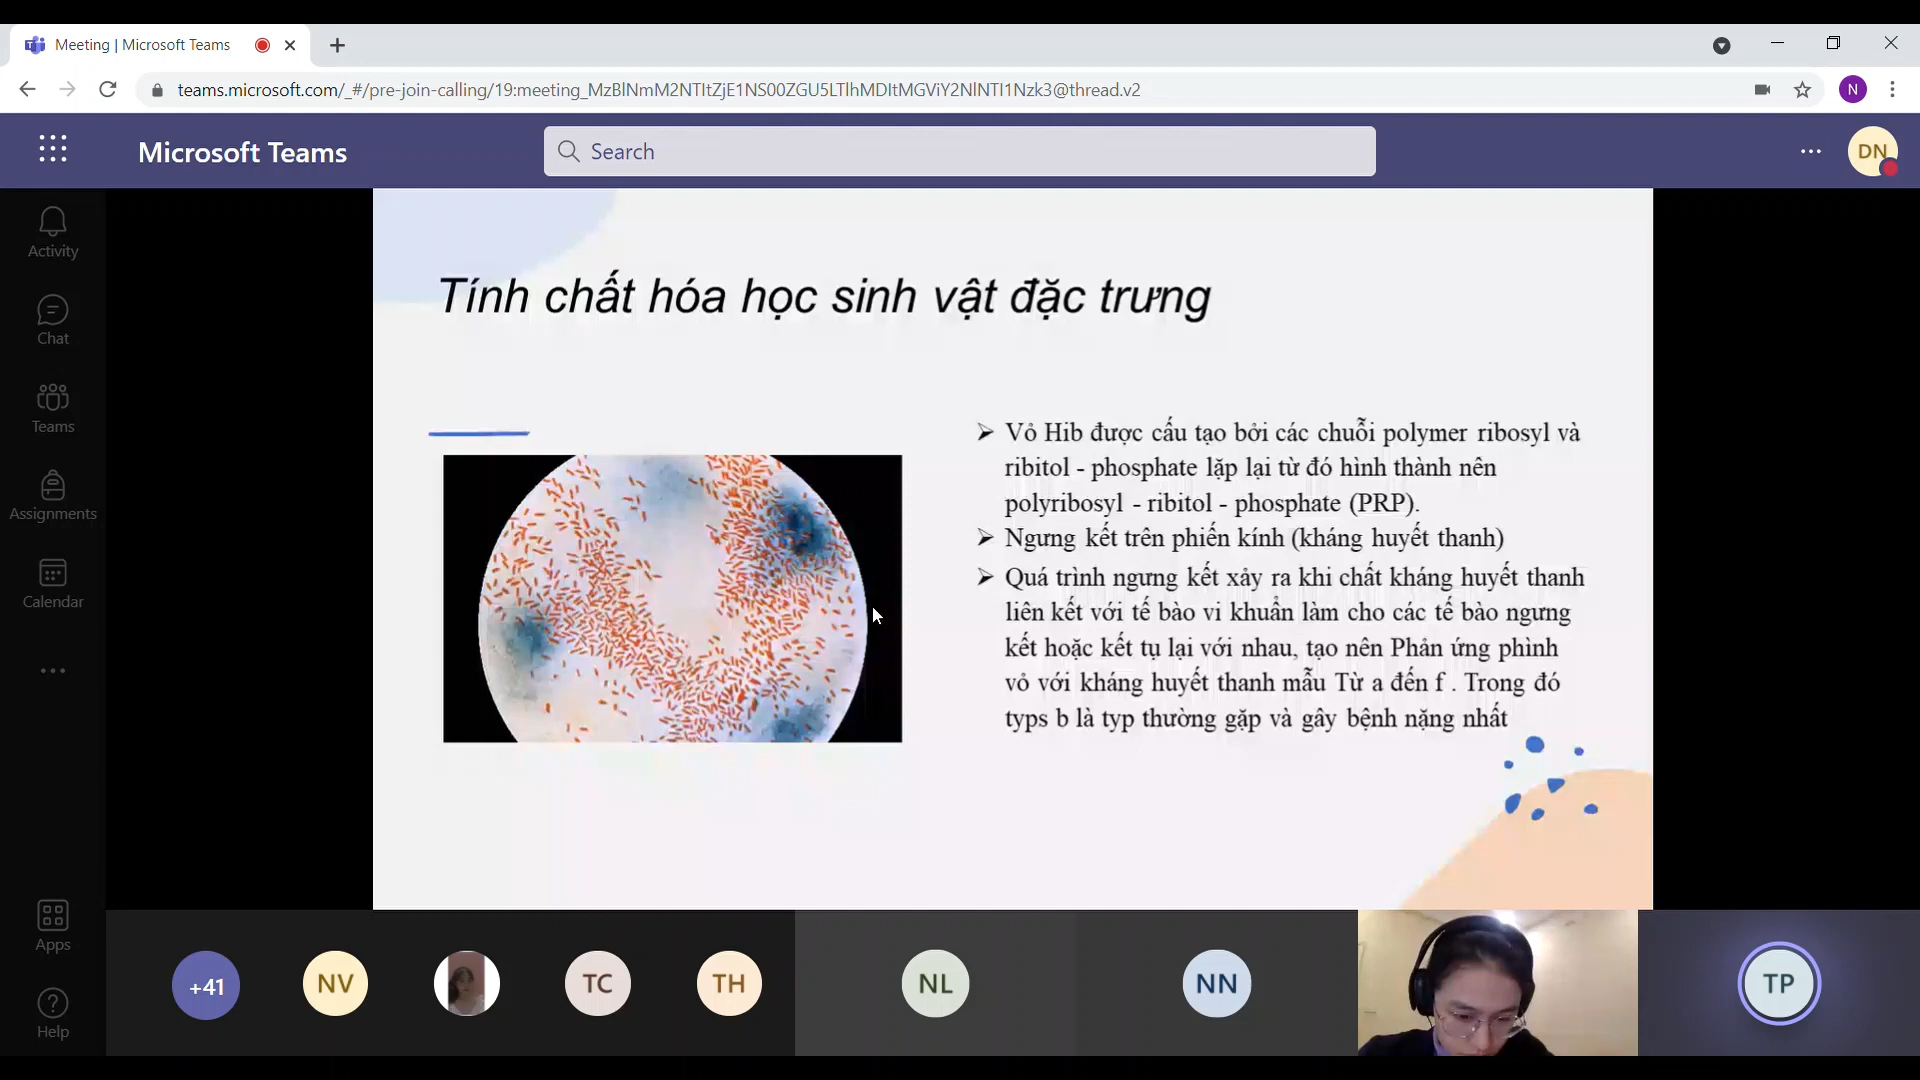 Meeting | Microsoft Teams
teams.microsoft.com/_#/pre-join-calling/19:meeting_MzBlNmM2NTItZjE1NS00ZGU5LTlhMDItMGViY2NlNTI1Nzk3@thread.v2
N
Microsoft Teams
Search
DN
Activity
Chat
Teams
Assignments
Calendar
Apps
Help
Tính chất hóa học sinh vật đặc trưng
Vỏ Hib được cấu tạo bởi các chuỗi polymer ribosyl và
ribitol - phosphate lặp lại từ đó hình thành nên
polyribosyl - ribitol - phosphate (PRP).
Ngưng kết trên phiến kính (kháng huyết thanh)
Quá trình ngưng kết xảy ra khi chất kháng huyết thanh
liên kết với tế bào vi khuẩn làm cho các tế bào ngưng
kết hoặc kết tụ lại với nhau, tạo nên Phản ứng phình
vỏ với kháng huyết thanh mẫu Từ a đến f . Trong đó
typs b là typ thường gặp và gây bệnh nặng nhất
+41
NV
TC
TH
NL
NN
TP